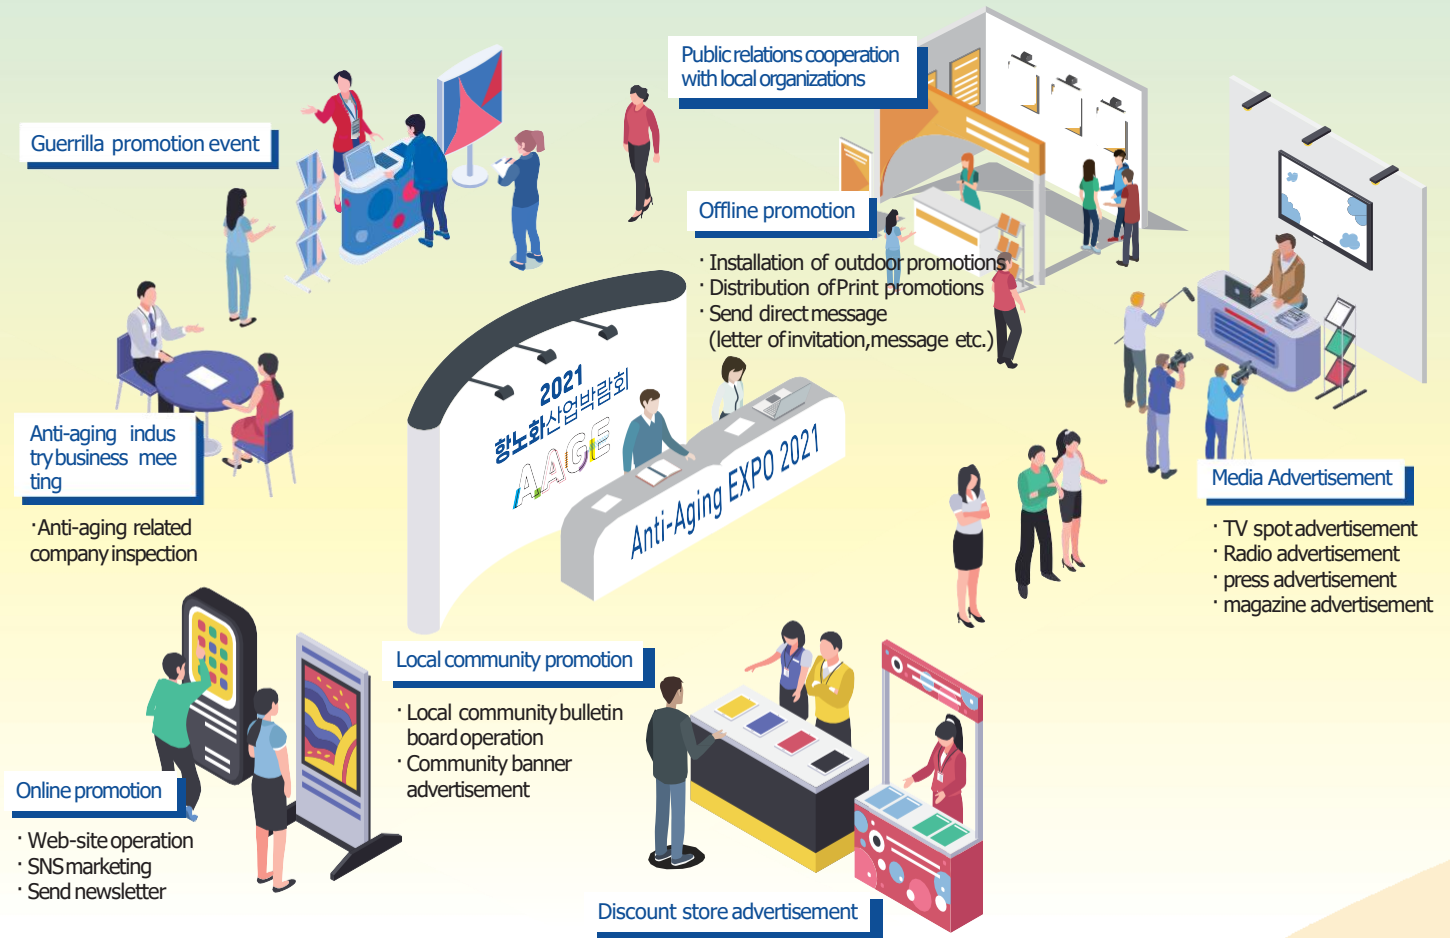 Public relations cooperation
with local organizations
Guerrilla promotion event
Offline promotion
· Installation of outdoor promotions
· Distribution of Print promotions
· Send direct message
(letter of invitation, message etc.)
2021
항노화산업박람회
AAGE
Anti-Aging EXPO 2021
Anti-aging indus
try business mee
ting
·Anti-aging related
company inspection
Media Advertisement
· TV spot advertisement
· Radio advertisement
· press advertisement
· magazine advertisement
Local community promotion
· Local community bulletin
board operation
· Community banner
advertisement
Online promotion
· Web-site operation
· SNS marketing
· Send newsletter
Discount store advertisement